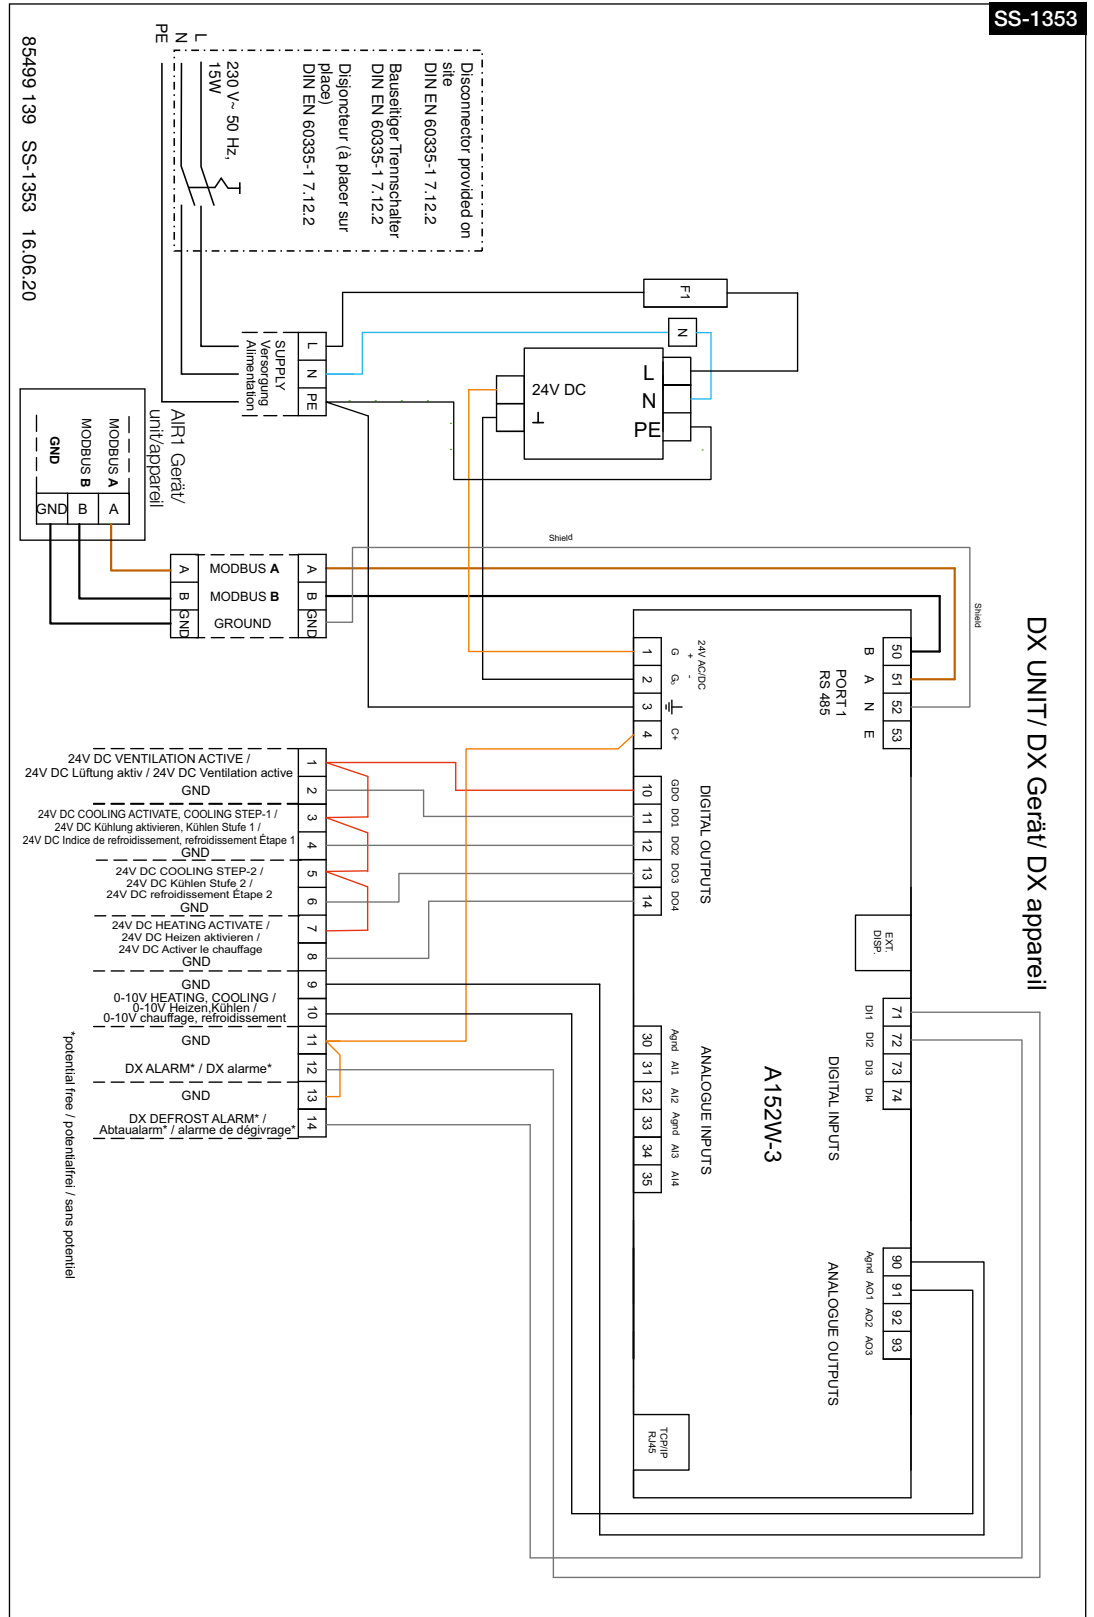 SS-1353
DX UNIT/ DX Gerät/ DX appareil
PE
N
L
230 V~ 50 Hz,
15W
Disconnector provided on
site
DIN EN 60335-1 7.12.2
Bauseitiger Trennschalter
DIN EN 60335-1 7.12.2
Disjoncteur (à placer sur
place)
DIN EN 60335-1 7.12.2
85499 139 SS-1353 16.06.20
SUPPLY
Versorgung
Alimentation
L
N
PE
F1
N
24V DC
⊥
L
N
PE
AIR1 Gerät/
unit/appareil
MODBUS A
MODBUS B
GND
GND
B
A
A
B
GND
MODBUS A
MODBUS B
GROUND
A
B
GND
Shield
Shield
1
2
3
4
G
G₀
C+
+
-
24V AC/DC
50
51
52
53
B
A
N
E
PORT 1
RS 485
10
11
12
13
14
GDO
DO1
DO2
DO3
DO4
DIGITAL OUTPUTS
EXT.
DISP.
71
72
73
74
DI1
DI2
DI3
DI4
DIGITAL INPUTS
A152W-3
30
31
32
33
34
35
Agnd
AI1
AI2
Agnd
AI3
AI4
ANALOGUE INPUTS
90
91
92
93
Agnd
AO1
AO2
AO3
ANALOGUE OUTPUTS
TCP/IP
RJ45
24V DC VENTILATION ACTIVE /
24V DC Lüftung aktiv / 24V DC Ventilation active
GND
24V DC COOLING ACTIVATE, COOLING STEP-1 /
24V DC Kühlung aktivieren, Kühlen Stufe 1 /
24V DC Indice de refroidissement, refroidissement Étape 1
GND
24V DC COOLING STEP-2 /
24V DC Kühlen Stufe 2 /
24V DC refroidissement Étape 2
GND
24V DC HEATING ACTIVATE /
24V DC Heizen aktivieren /
24V DC Activer le chauffage
GND
GND
0-10V HEATING, COOLING /
0-10V Heizen,Kühlen /
0-10V chauffage, refroidissement
GND
DX ALARM* / DX alarme*
GND
DX DEFROST ALARM* /
Abtaualarm* / alarme de dégivrage*
1
2
3
4
5
6
7
8
9
10
11
12
13
14
*potential free / potentialfrei / sans potentiel